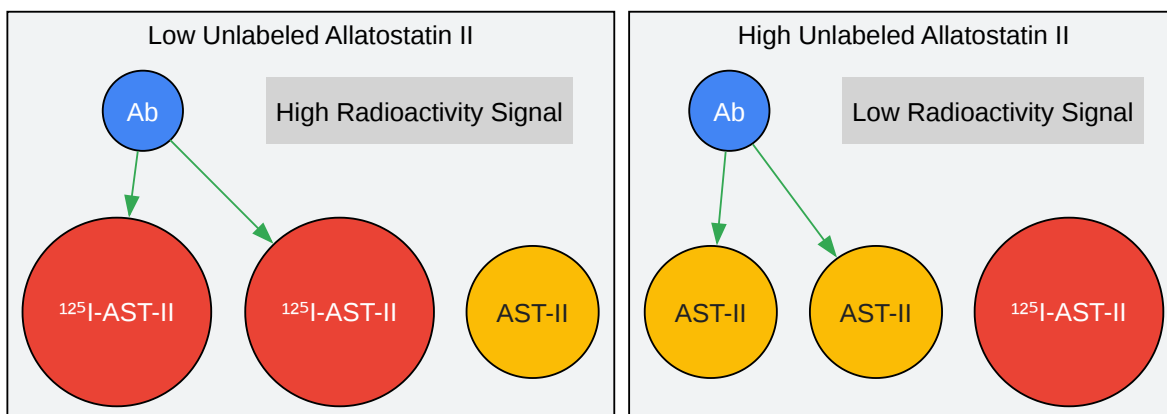 Low Unlabeled Allatostatin II
Ab
High Radioactivity Signal
¹²⁵I-AST-II
¹²⁵I-AST-II
AST-II
High Unlabeled Allatostatin II
Ab
Low Radioactivity Signal
AST-II
AST-II
¹²⁵I-AST-II